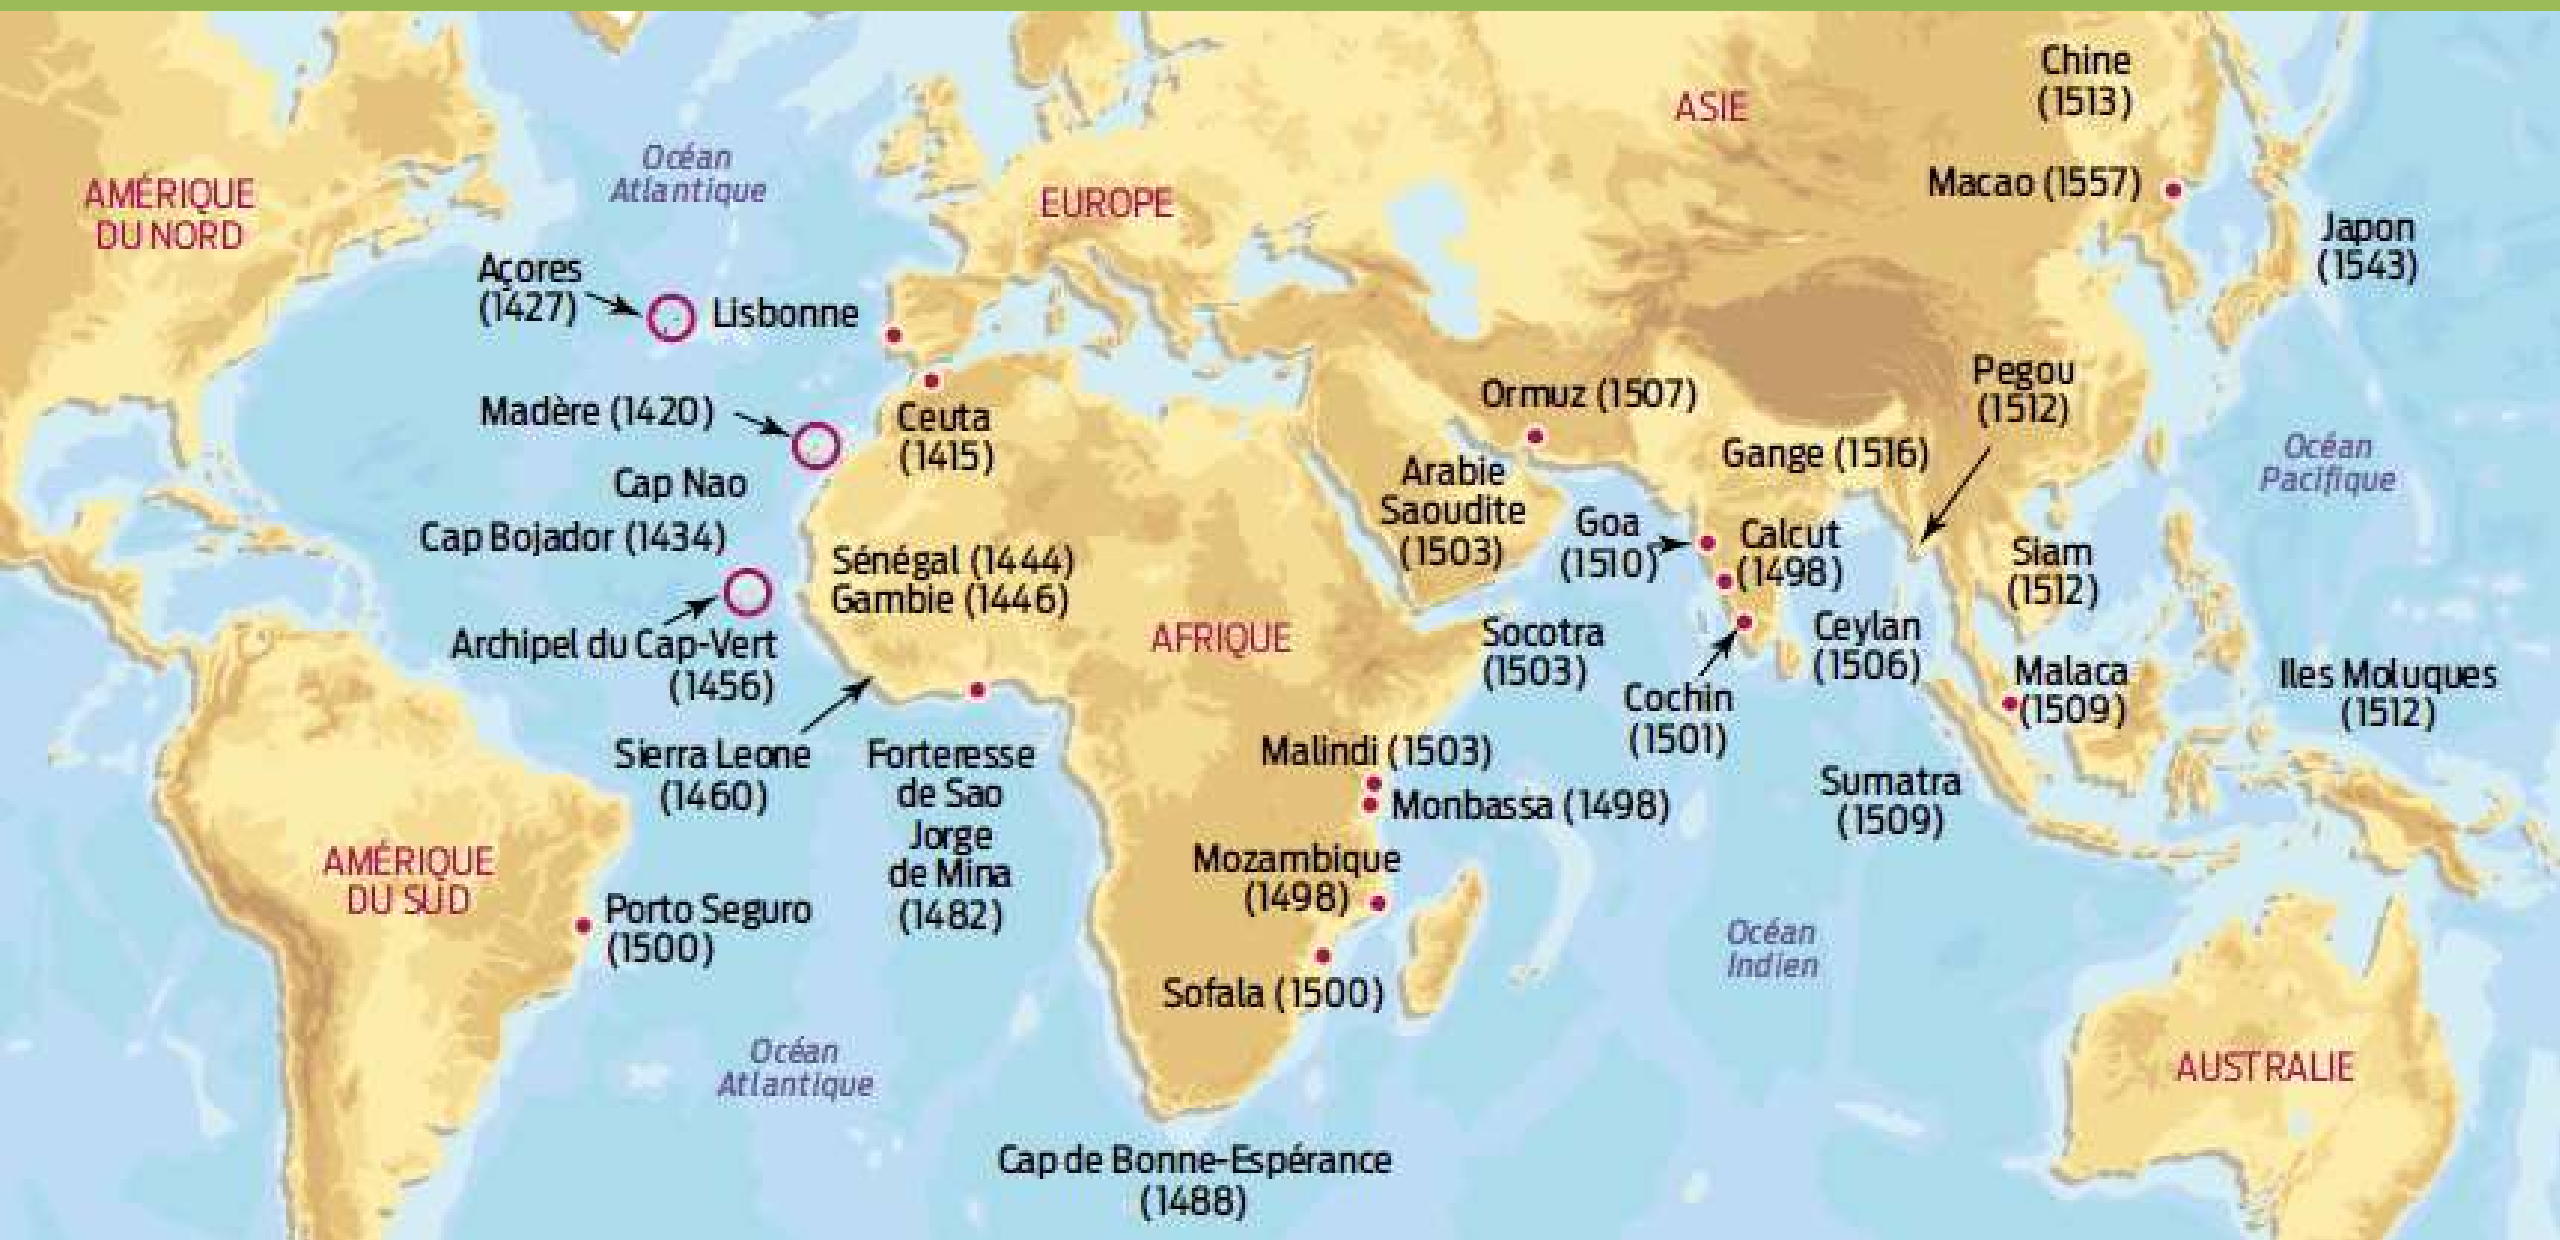 Chine
(1513)
ASIE
Océan
Atlantique
Macao (1557)
AMÉRIQUE
DU NORD
EUROPE
Japon
(1543)
Açores
(1427)
Lisbonne
Pegou
(1512)
Ormuz (1507)
Madère (1420)
Ceuta
(1415)
Gange (1516)
Océan
Pacifique
Arabie
Saoudite
(1503)
Cap Nao
Cap Bojador (1434)
Goa
(1510)
Calcut
(1498)
Sénégal (1444)
Gambie (1446)
Siam
(1512)
Archipel du Cap-Vert
(1456)
AFRIQUE
Socotra
(1503)
Ceylan
(1506)
Malaca
(1509)
Iles Moluques
(1512)
Cochin
(1501)
Sierra Leone
(1460)
Forteresse
de Sao
Jorge
de Mina
(1482)
Malindi (1503)
Monbassa (1498)
Sumatra
(1509)
AMÉRIQUE
DU SUD
Mozambique
(1498)
Porto Seguro
(1500)
Océan
Indien
Sofala (1500)
Océan
Atlantique
AUSTRALIE
Cap de Bonne-Espérance
(1488)